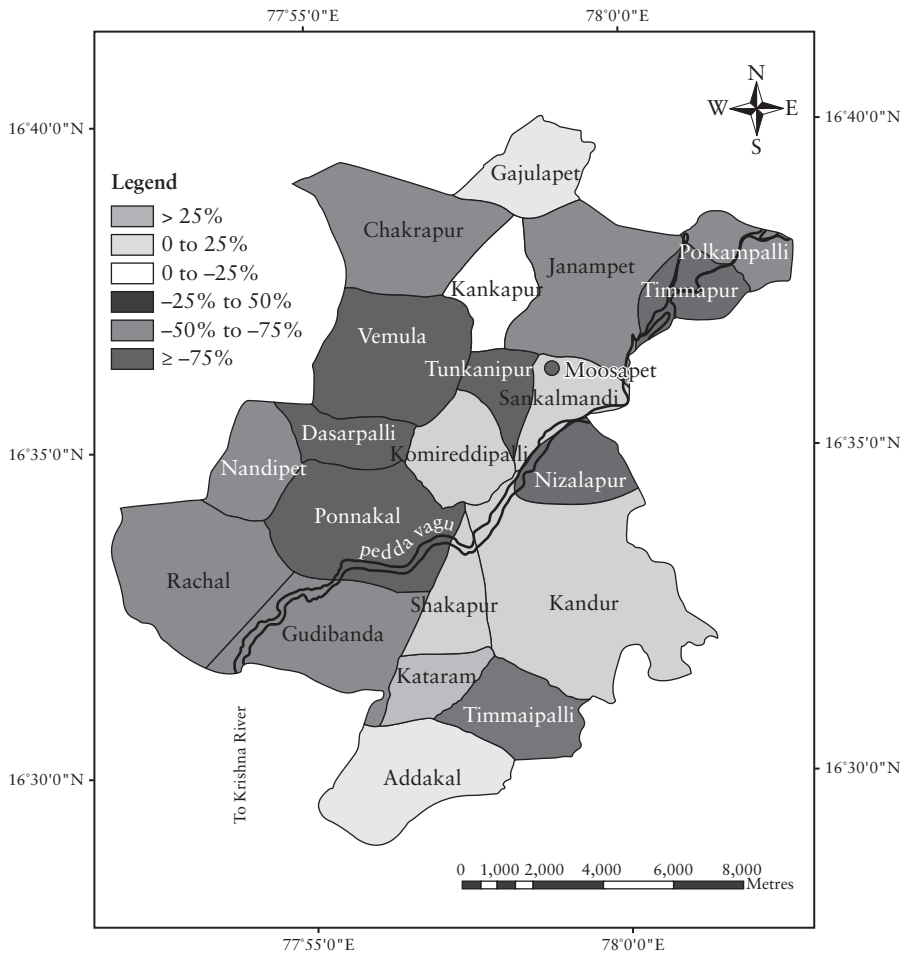 77°55'0"E 78°0'0"E
N
W E
S
16°40'0"N 16°40'0"N
Legend
> 25%
0 to 25%
0 to –25%
–25% to 50%
–50% to –75%
≥ –75%
Gajulapet
Chakrapur
Polkampalli
Janampet
Kankapur
Timmapur
Vemula
Tunkanipur
Moosapet
Sankalmandi
Dasarpalli
16°35'0"N 16°35'0"N
Komireddipalli
Nandipet
Nizalapur
Ponnakal
pedda vagu
Rachal
Shakapur
Kandur
Gudibanda
Kataram
Timmaipalli
To Krishna River
16°30'0"N 16°30'0"N
Addakal
0 1,000 2,000 4,000 6,000 8,000
Metres
77°55'0"E 78°0'0"E